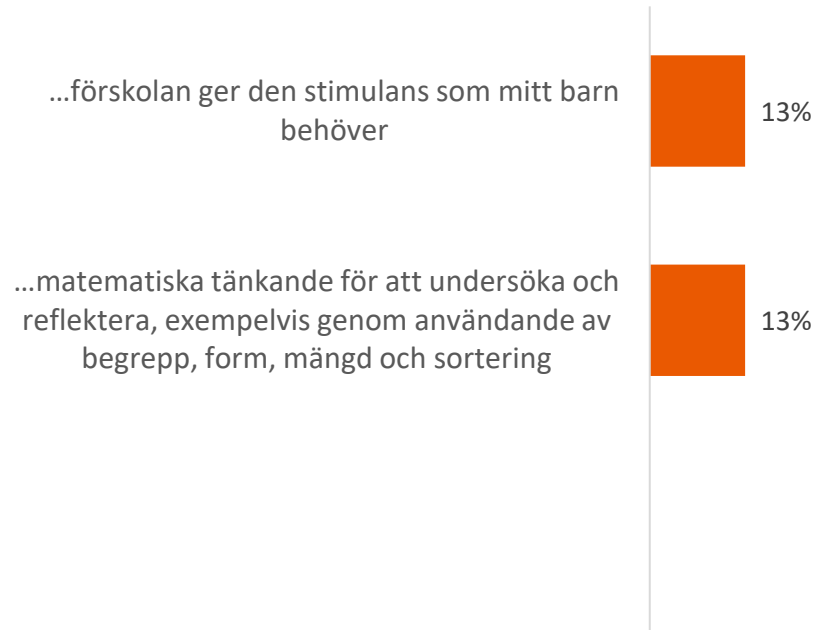 ...förskolan ger den stimulans som mitt barn
behöver
13%
...matematiska tänkande för att undersöka och
reflektera, exempelvis genom användande av
begrepp, form, mängd och sortering
13%